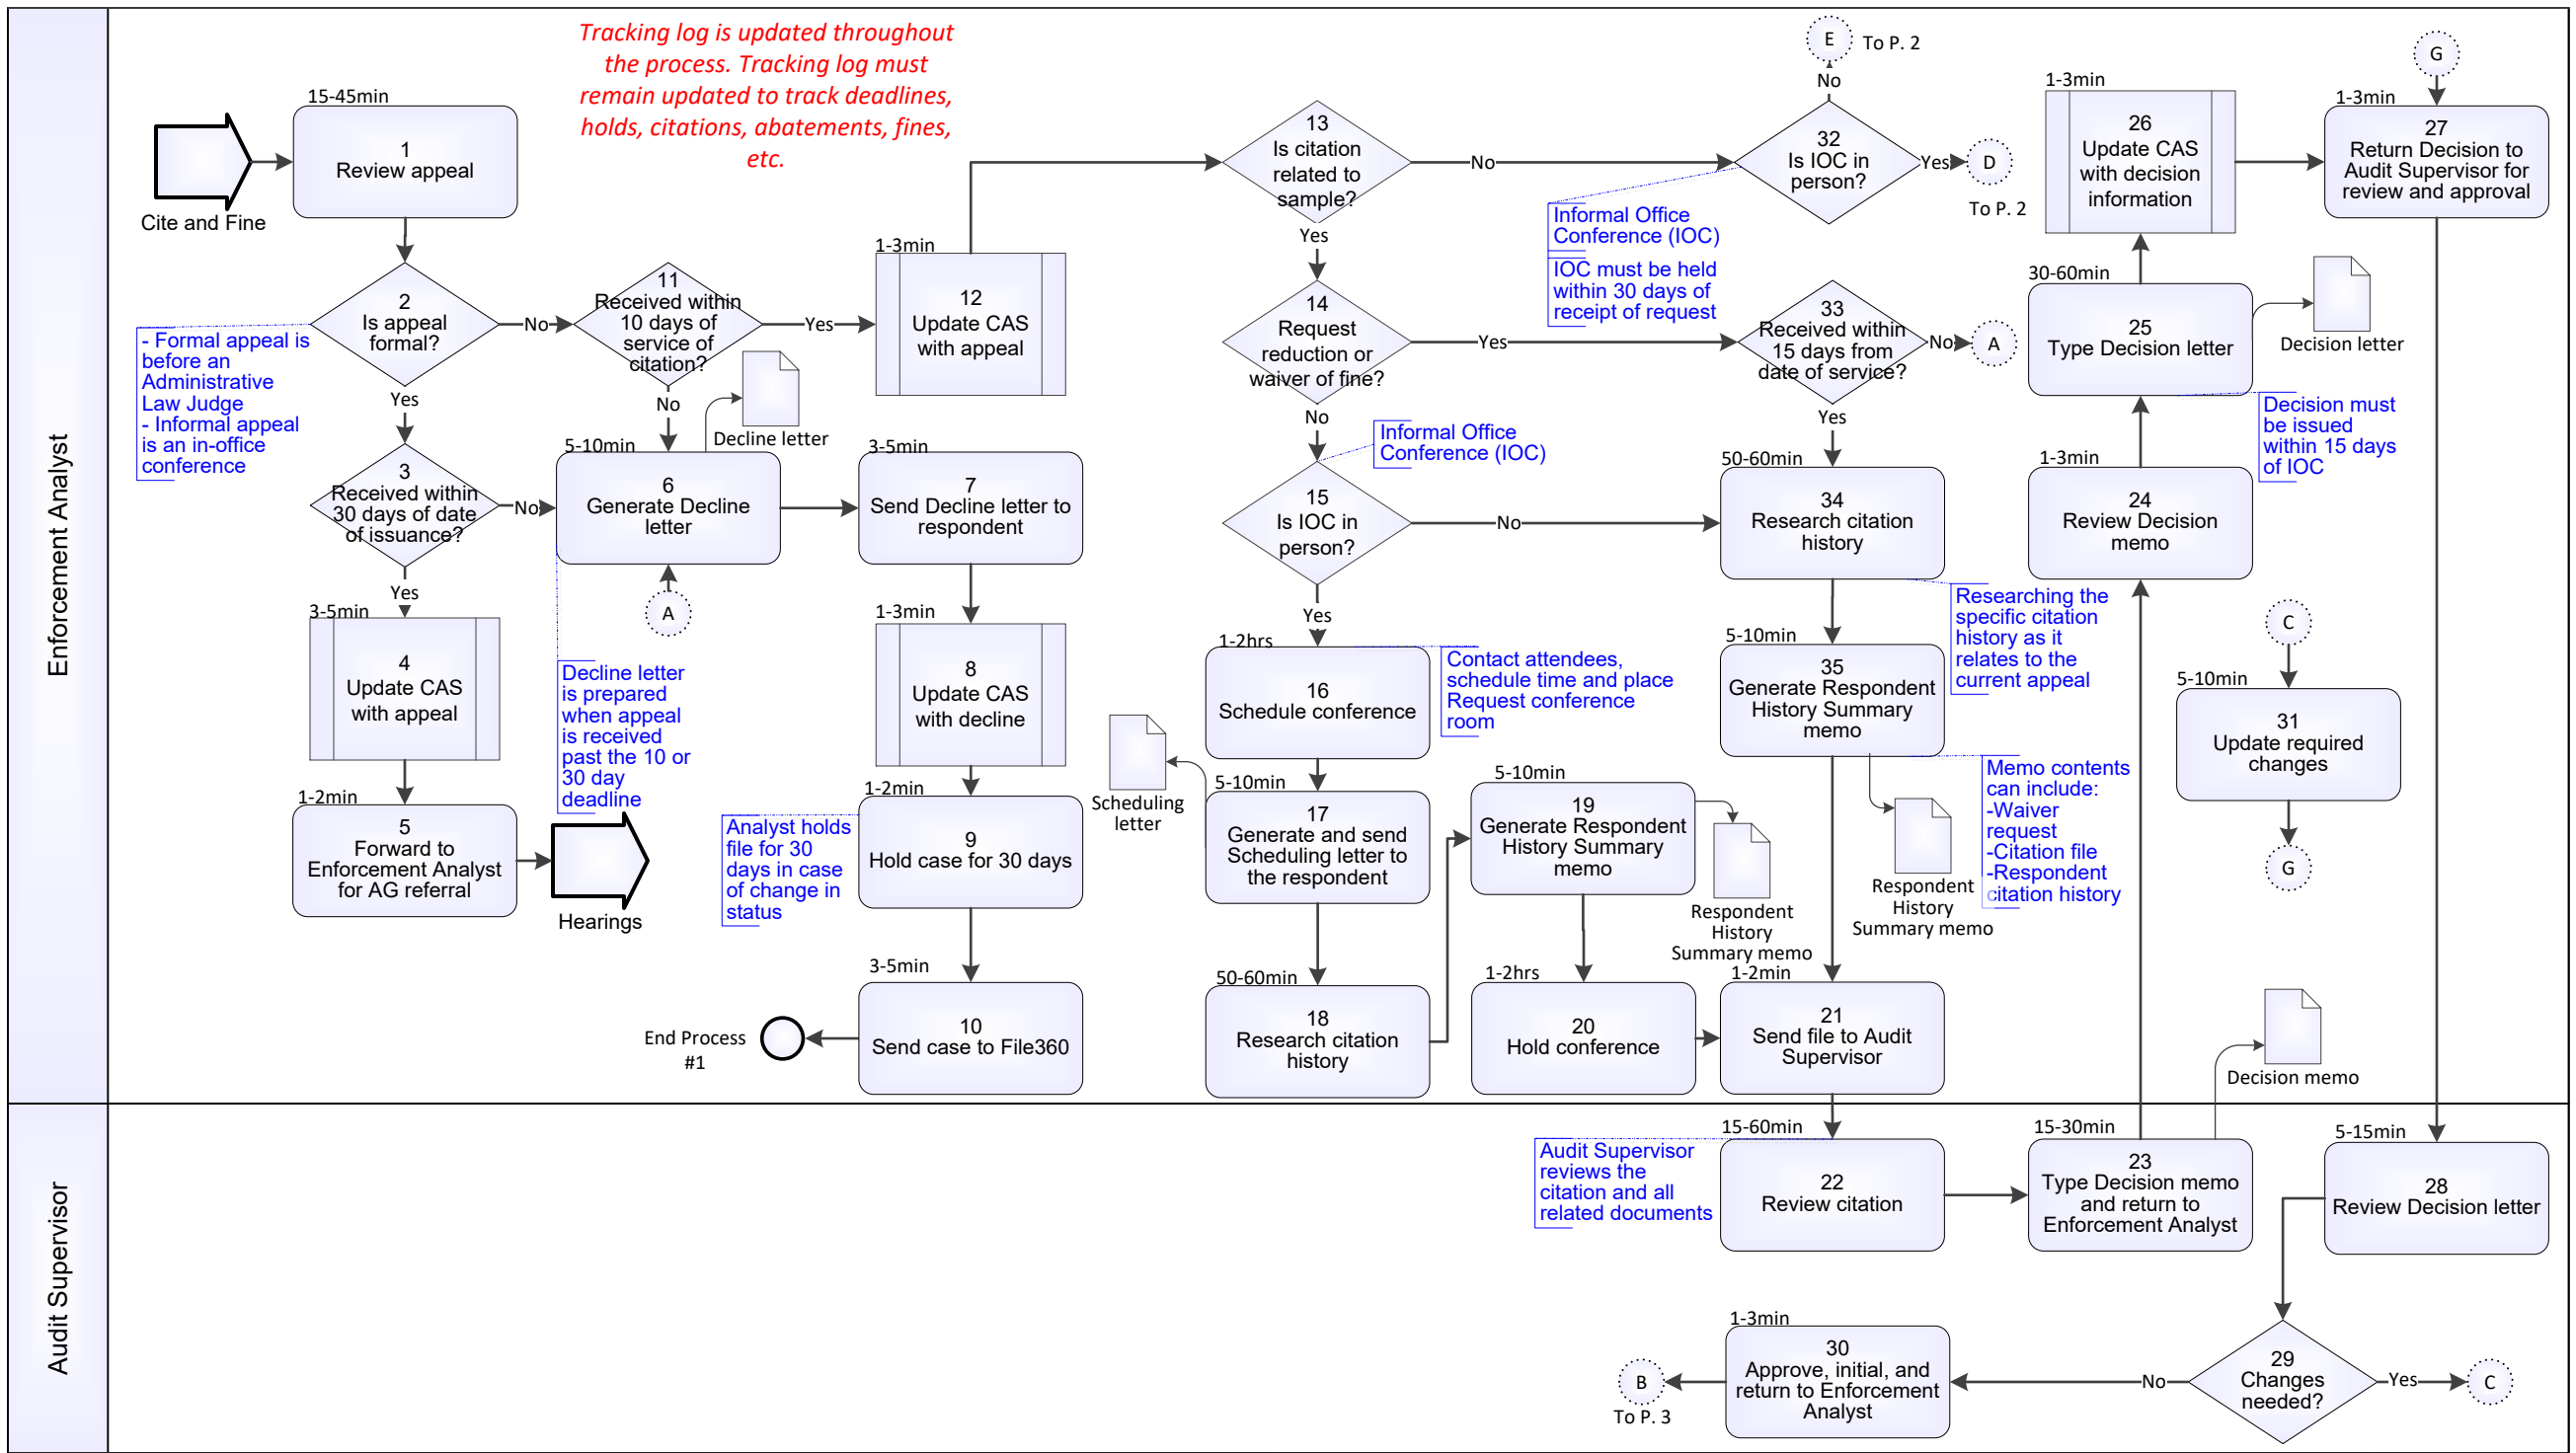 Enforcement Analyst
Audit Supervisor
Tracking log is updated throughout
the process. Tracking log must
remain updated to track deadlines,
holds, citations, abatements, fines,
etc.
Cite and Fine
15-45min
1
Review appeal
2
Is appeal
formal?
No
Yes
- Formal appeal is
before an
Administrative
Law Judge
- Informal appeal
is an in-office
conference
3
Received within
30 days of date
of issuance?
No
Yes
3-5min
4
Update CAS
with appeal
1-2min
5
Forward to
Enforcement Analyst
for AG referral
Hearings
11
Received within
10 days of
service of
citation?
Yes
No
Decline letter
5-10min
6
Generate Decline
letter
A
Decline letter
is prepared
when appeal
is received
past the 10 or
30 day
deadline
3-5min
7
Send Decline letter to
respondent
1-3min
8
Update CAS
with decline
1-2min
9
Hold case for 30 days
Analyst holds
file for 30
days in case
of change in
status
3-5min
10
Send case to File360
End Process
#1
1-3min
12
Update CAS
with appeal
13
Is citation
related to
sample?
No
Yes
14
Request
reduction or
waiver of fine?
Yes
No
Informal Office
Conference (IOC)
15
Is IOC in
person?
No
Yes
1-2hrs
16
Schedule conference
Contact attendees,
schedule time and place
Request conference
room
5-10min
17
Generate and send
Scheduling letter to
the respondent
Scheduling
letter
50-60min
18
Research citation
history
5-10min
19
Generate Respondent
History Summary
memo
Respondent
History
Summary memo
1-2hrs
20
Hold conference
E
To P. 2
No
32
Is IOC in
person?
Yes
D
To P. 2
Informal Office
Conference (IOC)
IOC must be held
within 30 days of
receipt of request
33
Received within
15 days from
date of service?
No
A
Yes
50-60min
34
Research citation
history
Researching the
specific citation
history as it
relates to the
current appeal
5-10min
35
Generate Respondent
History Summary
memo
Respondent
History
Summary memo
Memo contents
can include:
-Waiver
request
-Citation file
-Respondent
citation history
1-2min
21
Send file to Audit
Supervisor
15-60min
22
Review citation
Audit Supervisor
reviews the
citation and all
related documents
15-30min
23
Type Decision memo
and return to
Enforcement Analyst
Decision memo
1-3min
24
Review Decision
memo
30-60min
25
Type Decision letter
Decision letter
Decision must
be issued
within 15 days
of IOC
1-3min
26
Update CAS
with decision
information
G
1-3min
27
Return Decision to
Audit Supervisor for
review and approval
C
5-10min
31
Update required
changes
G
5-15min
28
Review Decision letter
29
Changes
needed?
Yes
C
No
1-3min
30
Approve, initial, and
return to Enforcement
Analyst
B
To P. 3